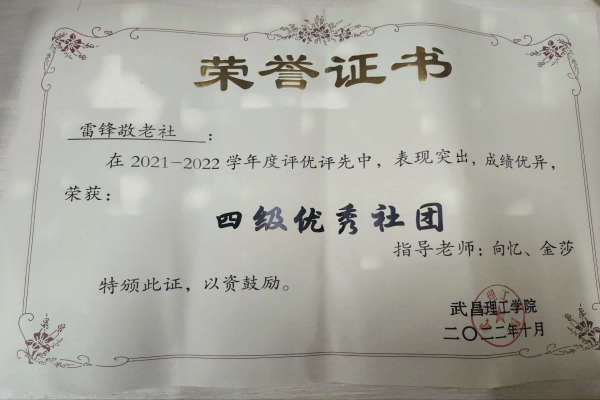 荣誉证书
雷锋敬老社：
在2021-2022学年度评优评先中，表现突出，成绩优异，
荣获：
四级优秀社团
指导老师：向忆、金莎
特颁此证，以资鼓励。
武昌理工学院
二〇二二年十月